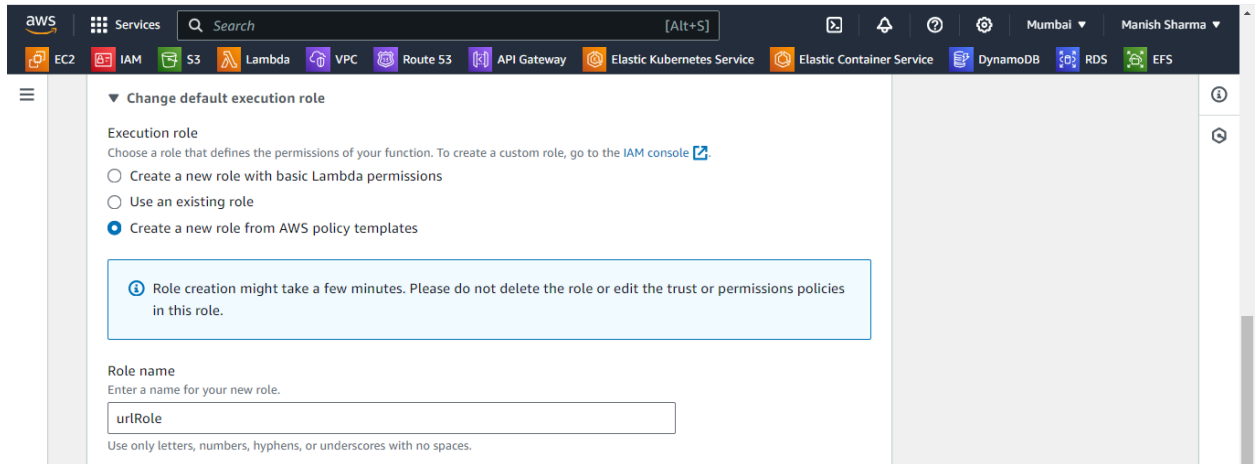 aws Services Search [Alt+S] Mumbai ▼ Manish Sharma ▼
EC2 IAM S3 Lambda VPC Route 53 API Gateway Elastic Kubernetes Service Elastic Container Service DynamoDB RDS EFS
▼ Change default execution role
Execution role
Choose a role that defines the permissions of your function. To create a custom role, go to the IAM console.
Create a new role with basic Lambda permissions
Use an existing role
Create a new role from AWS policy templates
Role creation might take a few minutes. Please do not delete the role or edit the trust or permissions policies
in this role.
Role name
Enter a name for your new role.
urlRole
Use only letters, numbers, hyphens, or underscores with no spaces.